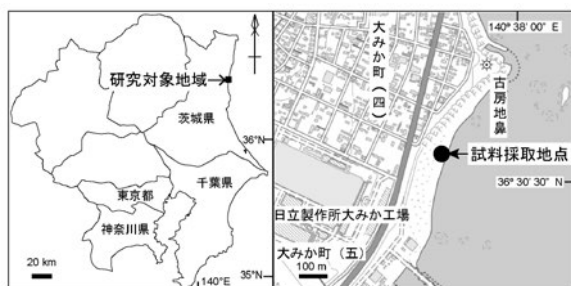 研究対象地域
茨城県
36°N
千葉県
東京都
神奈川県
20 km
140°E
35°N
140° 38' 00" E
大みか町（四）
古房地鼻
試料採取地点
36° 30' 30" N
日立製作所大みか工場
大みか町（五）
100 m